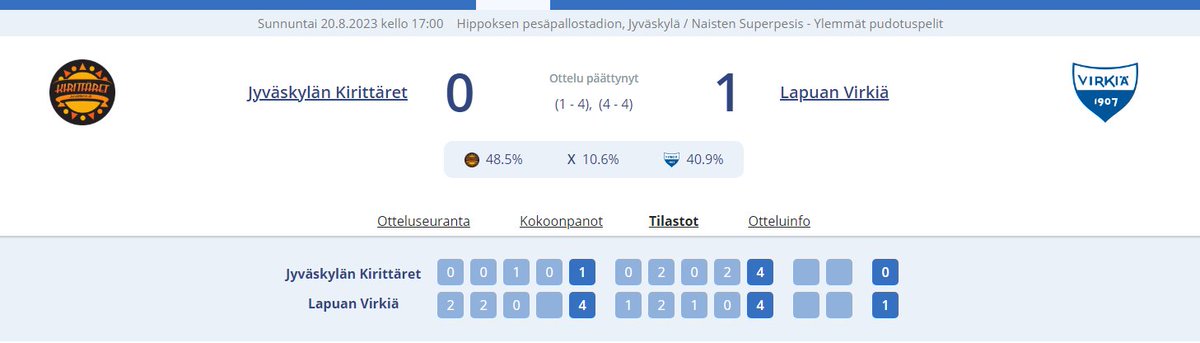 Sunnuntai 20.8.2023 kello 17:00 Hippoksen pesäpallostadion, Jyväskylä / Naisten Superpesis - Ylemmät pudotuspelit
KIRITTÄRET
Jyväskylän Kirittäret 0 Ottelu päättynyt 1 Lapuan Virkiä
(1 - 4), (4 - 4)
VIRKIÄ
1907
48.5% X 10.6% 40.9%
Otteluseuranta Kokoonpanot Tilastot Otteluinfo
Jyväskylän Kirittäret 0 0 1 0 1 0 2 0 2 4 0
Lapuan Virkiä 2 2 0 4 1 2 1 0 4 1